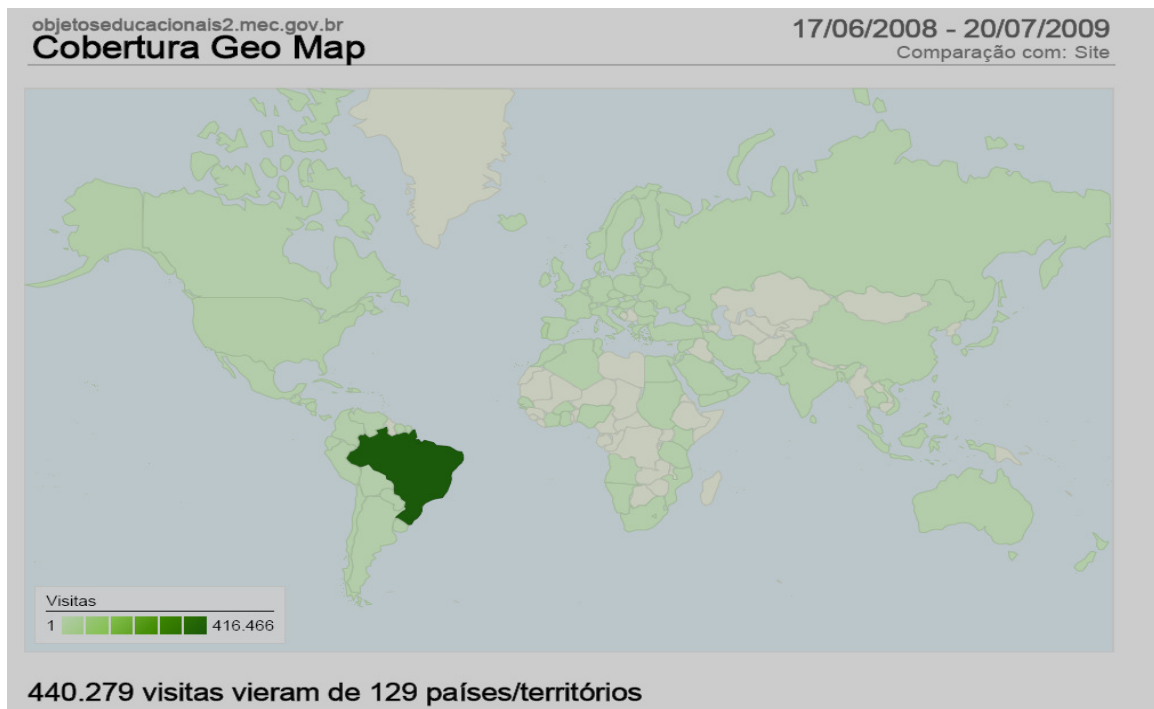 objetoseducacionais2.mec.gov.br
Cobertura Geo Map
17/06/2008 - 20/07/2009
Comparação com: Site
Visitas
1 416.466
440.279 visitas vieram de 129 países/territórios